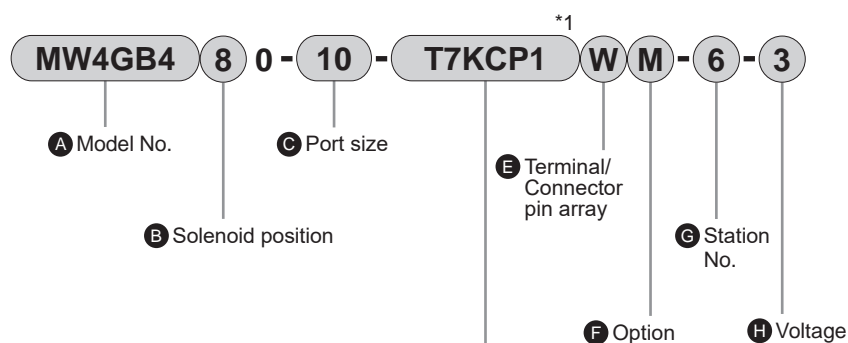 *1
MW4GB4 8 0 - 10 - T7KCP1 W M - 6 - 3
A Model No.
C Port size
E Terminal/
Connector
pin array
B Solenoid position
G Station
No.
F Option
H Voltage